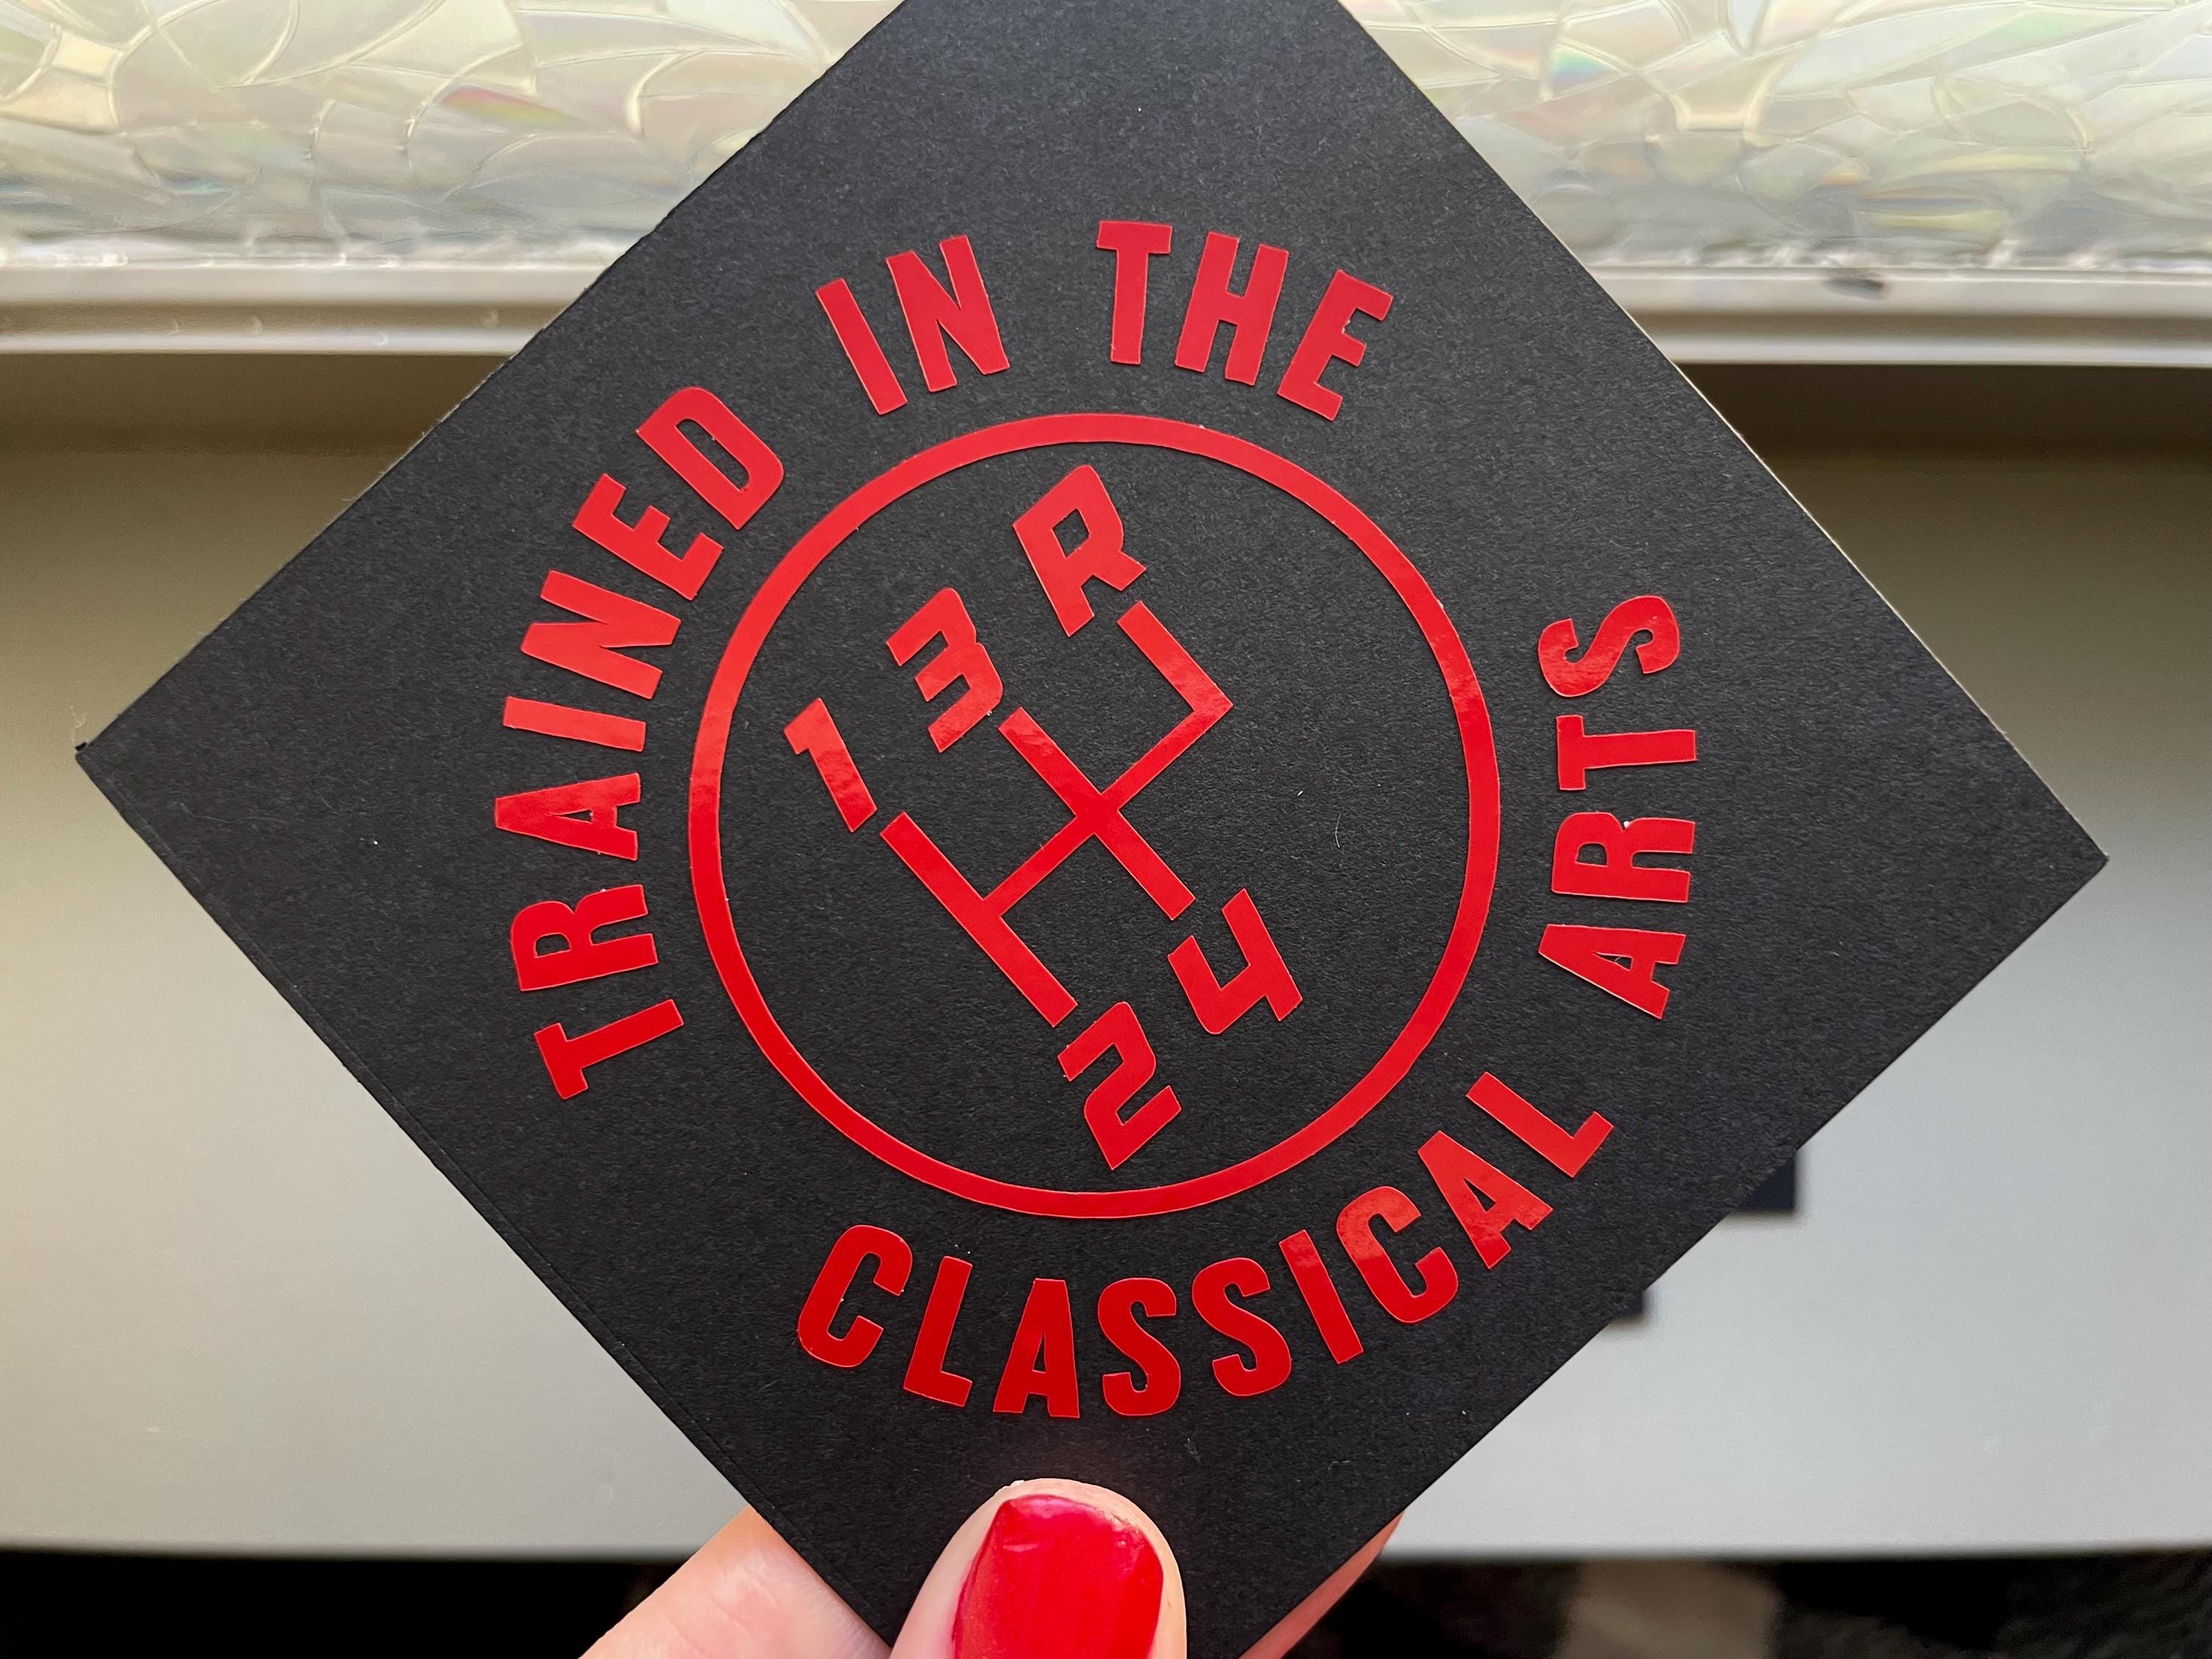 TRAINED IN THE
1 3 R
2 4
CLASSICAL ARTS